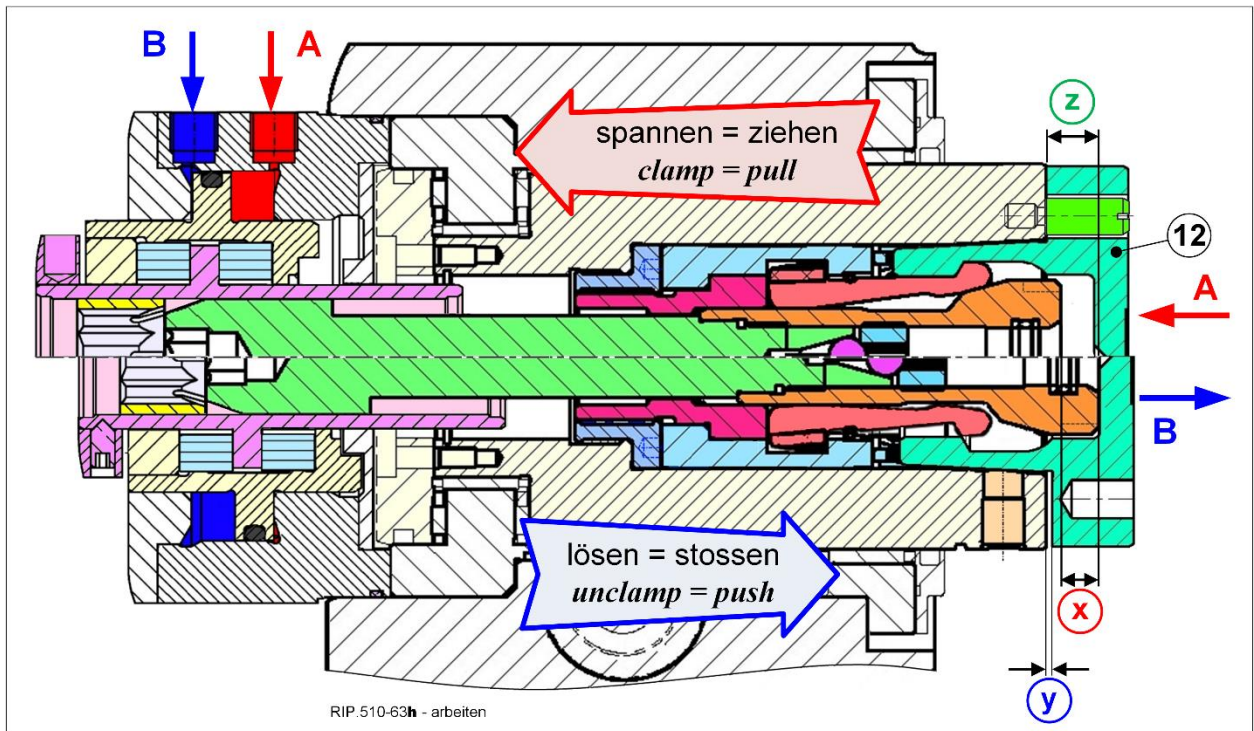 B
A
z
spannen = ziehen
clamp = pull
12
A
B
lösen = stossen
unclamp = push
x
y
RIP.510-63h - arbeiten